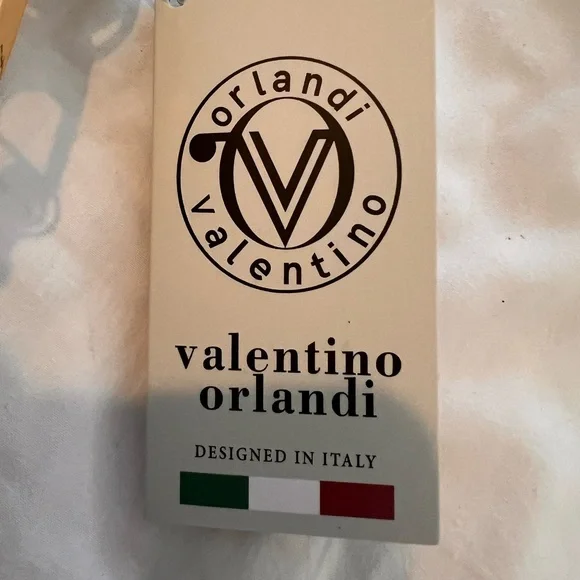 orlandi
V
valentino
valentino
orlandi
DESIGNED IN ITALY